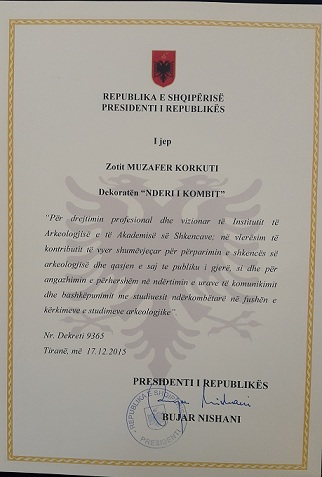 REPUBLIKA E SHQIPËRISË
PRESIDENTI I REPUBLIKËS
I jep
Zotit MUZAFER KORKUTI
Dekoratën “NDERI I KOMBIT”
“Për drejtimin profesional dhe vizionar të Institutit të
Arkeologjisë e të Akademisë së Shkencave; në vlerësim të
kontributit të vyer shumëvjeçar për përparimin e shkencës së
arkeologjisë dhe qasjen e saj te publiku i gjerë, si dhe për
angazhimin e përhershëm në ndërtimin e urave të komunikimit
dhe bashkëpunimit me studiuesit ndërkombëtarë në fushën e
kërkimeve e studimeve arkeologjike”.
Nr. Dekreti 9365
Tiranë, më 17.12.2015
PRESIDENTI I REPUBLIKËS
BUJAR NISHANI
REPUBLIKA E SHQIPËRISË
PRESIDENTI